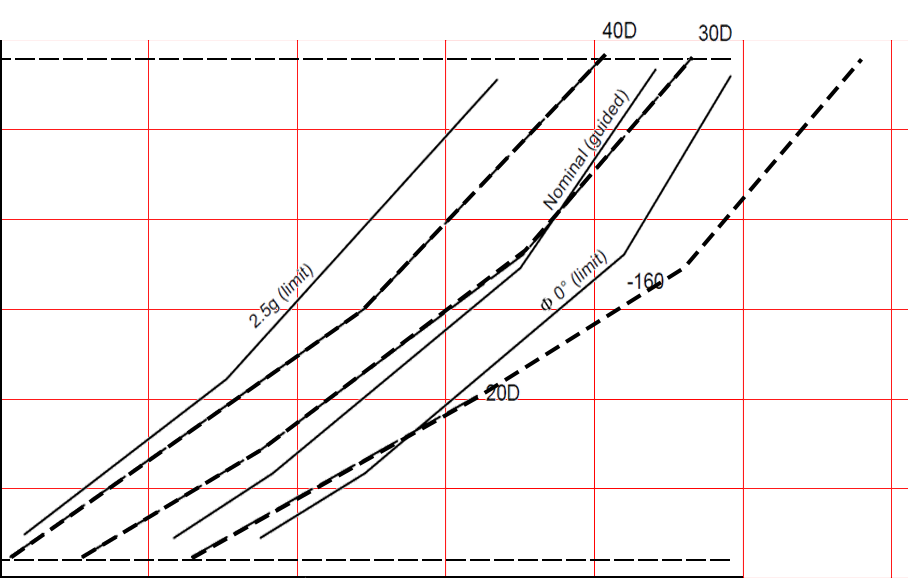 40D
30D
Nominal (guided)
2.5g (limit)
Φ 0° (limit)
-160
20D